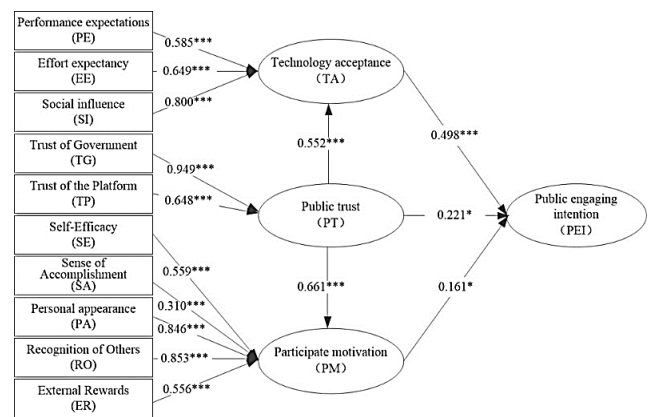 Performance expectations
(PE)
Effort expectancy
(EE)
Social influence
(SI)
Trust of Government
(TG)
Trust of the Platform
(TP)
Self-Efficacy
(SE)
Sense of
Accomplishment
(SA)
Personal appearance
(PA)
Recognition of Others
(RO)
External Rewards
(ER)
0.585***
0.649***
0.800***
0.949***
0.648***
0.559***
0.310***
0.846***
0.853***
0.556***
Technology acceptance
(TA)
0.552***
Public trust
(PT)
0.661***
Participate motivation
(PM)
0.498***
0.221*
0.161*
Public engaging
intention
(PEI)